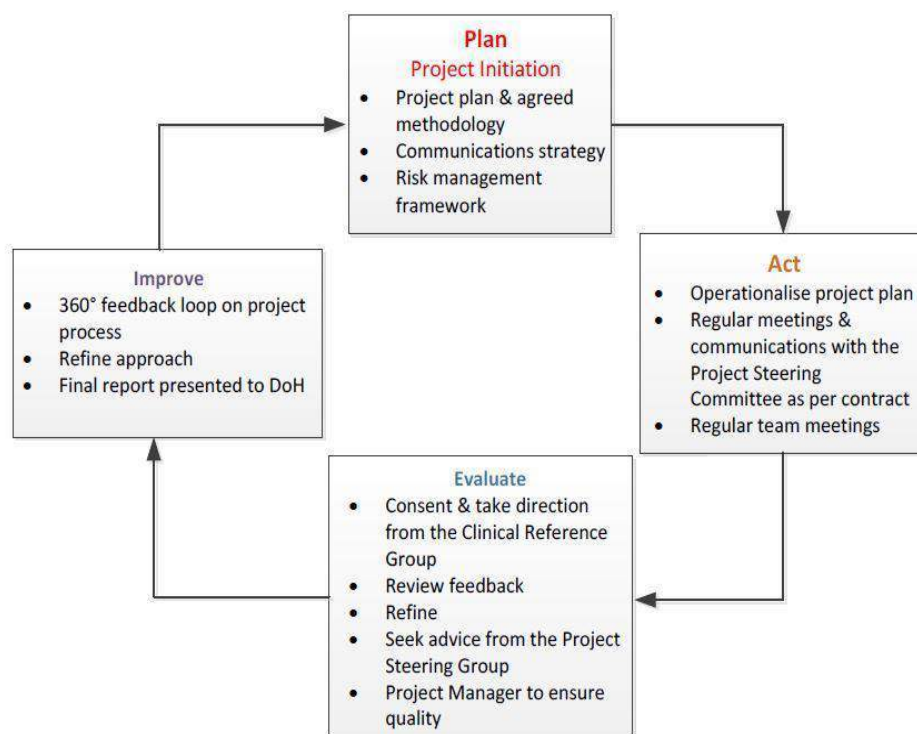 Plan
Project Initiation
• Project plan & agreed
methodology
• Communications strategy
• Risk management
framework
Act
• Operationalise project plan
• Regular meetings &
communications with the
Project Steering
Committee as per contract
• Regular team meetings
Evaluate
• Consent & take direction
from the Clinical Reference
Group
• Review feedback
• Refine
• Seek advice from the Project
Steering Group
• Project Manager to ensure
quality
Improve
• 360° feedback loop on project
process
• Refine approach
• Final report presented to DoH